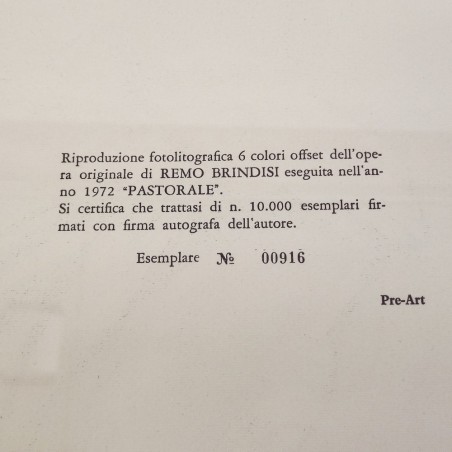 Riproduzione fotolitografica 6 colori offset dell'ope-
ra originale di REMO BRINDISI eseguita nell'an-
no 1972 "PASTORALE".
Si certifica che trattasi di n. 10.000 esemplari fir-
mati con firma autografa dell'autore.
Esemplare № 00916
Pre-Art